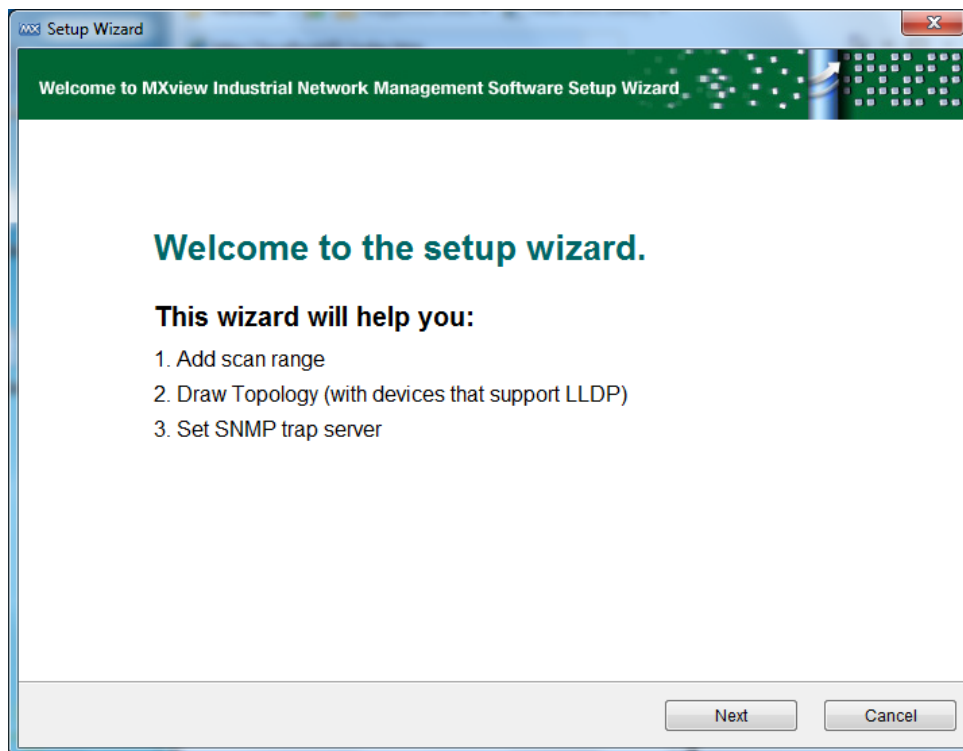 MX Setup Wizard
Welcome to MXview Industrial Network Management Software Setup Wizard
Welcome to the setup wizard.
This wizard will help you:
1. Add scan range
2. Draw Topology (with devices that support LLDP)
3. Set SNMP trap server
Next Cancel